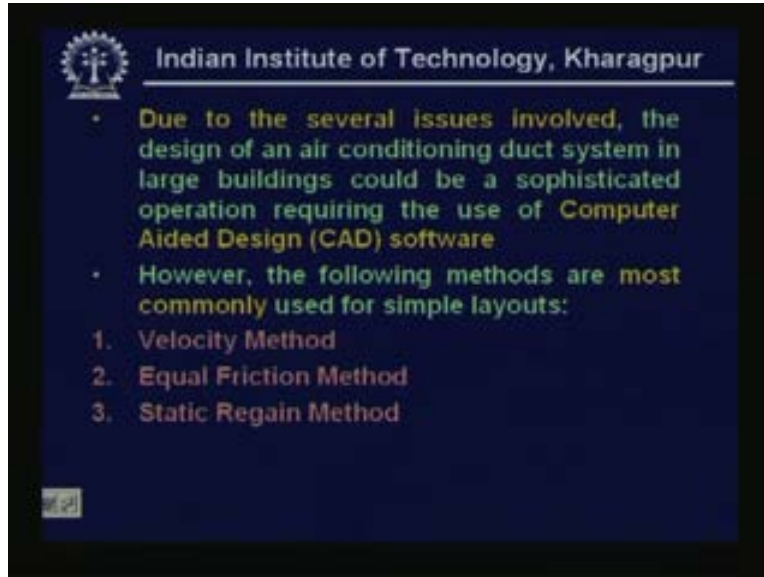 Indian Institute of Technology, Kharagpur
• Due to the several issues involved, the
design of an air conditioning duct system in
large buildings could be a sophisticated
operation requiring the use of Computer
Aided Design (CAD) software
• However, the following methods are most
commonly used for simple layouts:
1. Velocity Method
2. Equal Friction Method
3. Static Regain Method